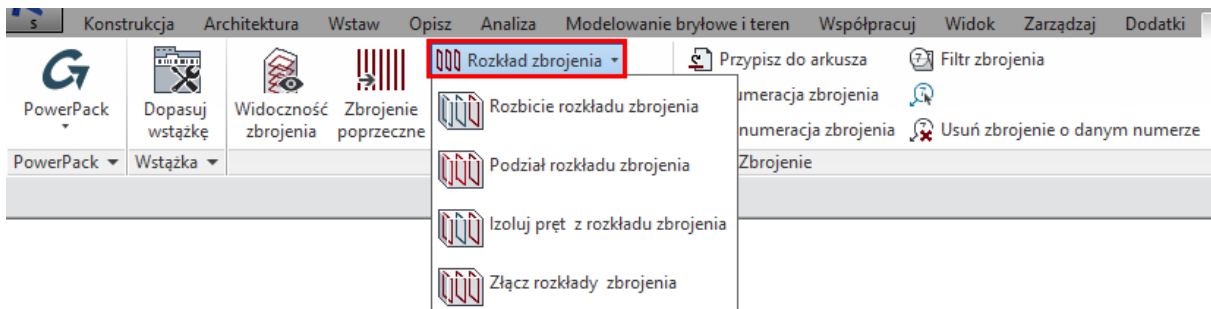 s Konstrukcja Architektura Wstaw Opisz Analiza Modelowanie bryłowe i teren Współpracuj Widok Zarządzaj Dodatki
Rozkład zbrojenia
Przypisz do arkusza
Filtr zbrojenia
PowerPack
Dopasuj wstążkę
Widoczność zbrojenia
Zbrojenie poprzeczne
numeracja zbrojenia
Usuń zbrojenie o danym numerze
PowerPack
Wstążka
Zbrojenie
Rozbicie rozkładu zbrojenia
Podział rozkładu zbrojenia
Izoluj pręt z rozkładu zbrojenia
Złącz rozkłady zbrojenia